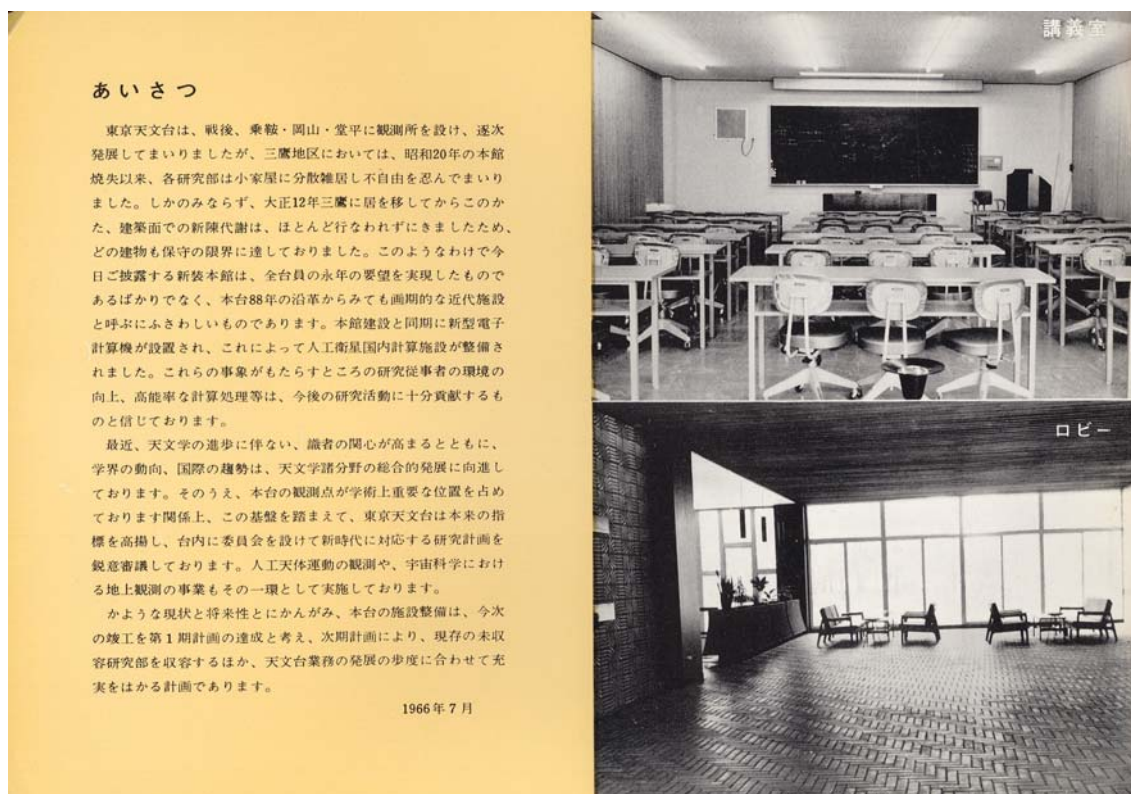 あいさつ
東京天文台は、戦後、乗鞍・岡山・堂平に観測所を設け、逐次
発展してまいりましたが、三鷹地区においては、昭和20年の本館
焼失以来、各研究部は小家屋に分散雑居し不自由を忍んでまいり
ました。しかのみならず、大正12年三鷹に居を移してからこのか
た、建築面での新陳代謝は、ほとんど行なわれずにきましたため、
どの建物も保守の限界に達しておりました。このようなわけで今
日ご披露する新装本館は、全台員の永年の要望を実現したもので
あるばかりでなく、本台88年の沿革からみても画期的な近代施設
と呼ぶにふさわしいものであります。本館建設と同期に新型電子
計算機が設置され、これによって人工衛星国内計算施設が整備さ
れました。これらの事象がもたらすところの研究従事者の環境の
向上、高能率な計算処理等は、今後の研究活動に十分貢献するも
のと信じております。
最近、天文学の進歩に伴ない、識者の関心が高まるとともに、
学界の動向、国際の趨勢は、天文学諸分野の総合的発展に向進し
ております。そのうえ、本台の観測点が学術上重要な位置を占め
ております関係上、この基盤を踏まえて、東京天文台は本来の指
標を高揚し、台内に委員会を設けて新時代に対応する研究計画を
鋭意審議しております。人工天体運動の観測や、宇宙科学におけ
る地上観測の事業もその一環として実施しております。
かような現状と将来性とにかんがみ、本台の施設整備は、今次
の竣工を第1期計画の達成と考え、次期計画により、現存の未収
容研究部を収容するほか、天文台業務の発展の歩度に合わせて充
実をはかる計画であります。
1966年7月
講義室
ロビー